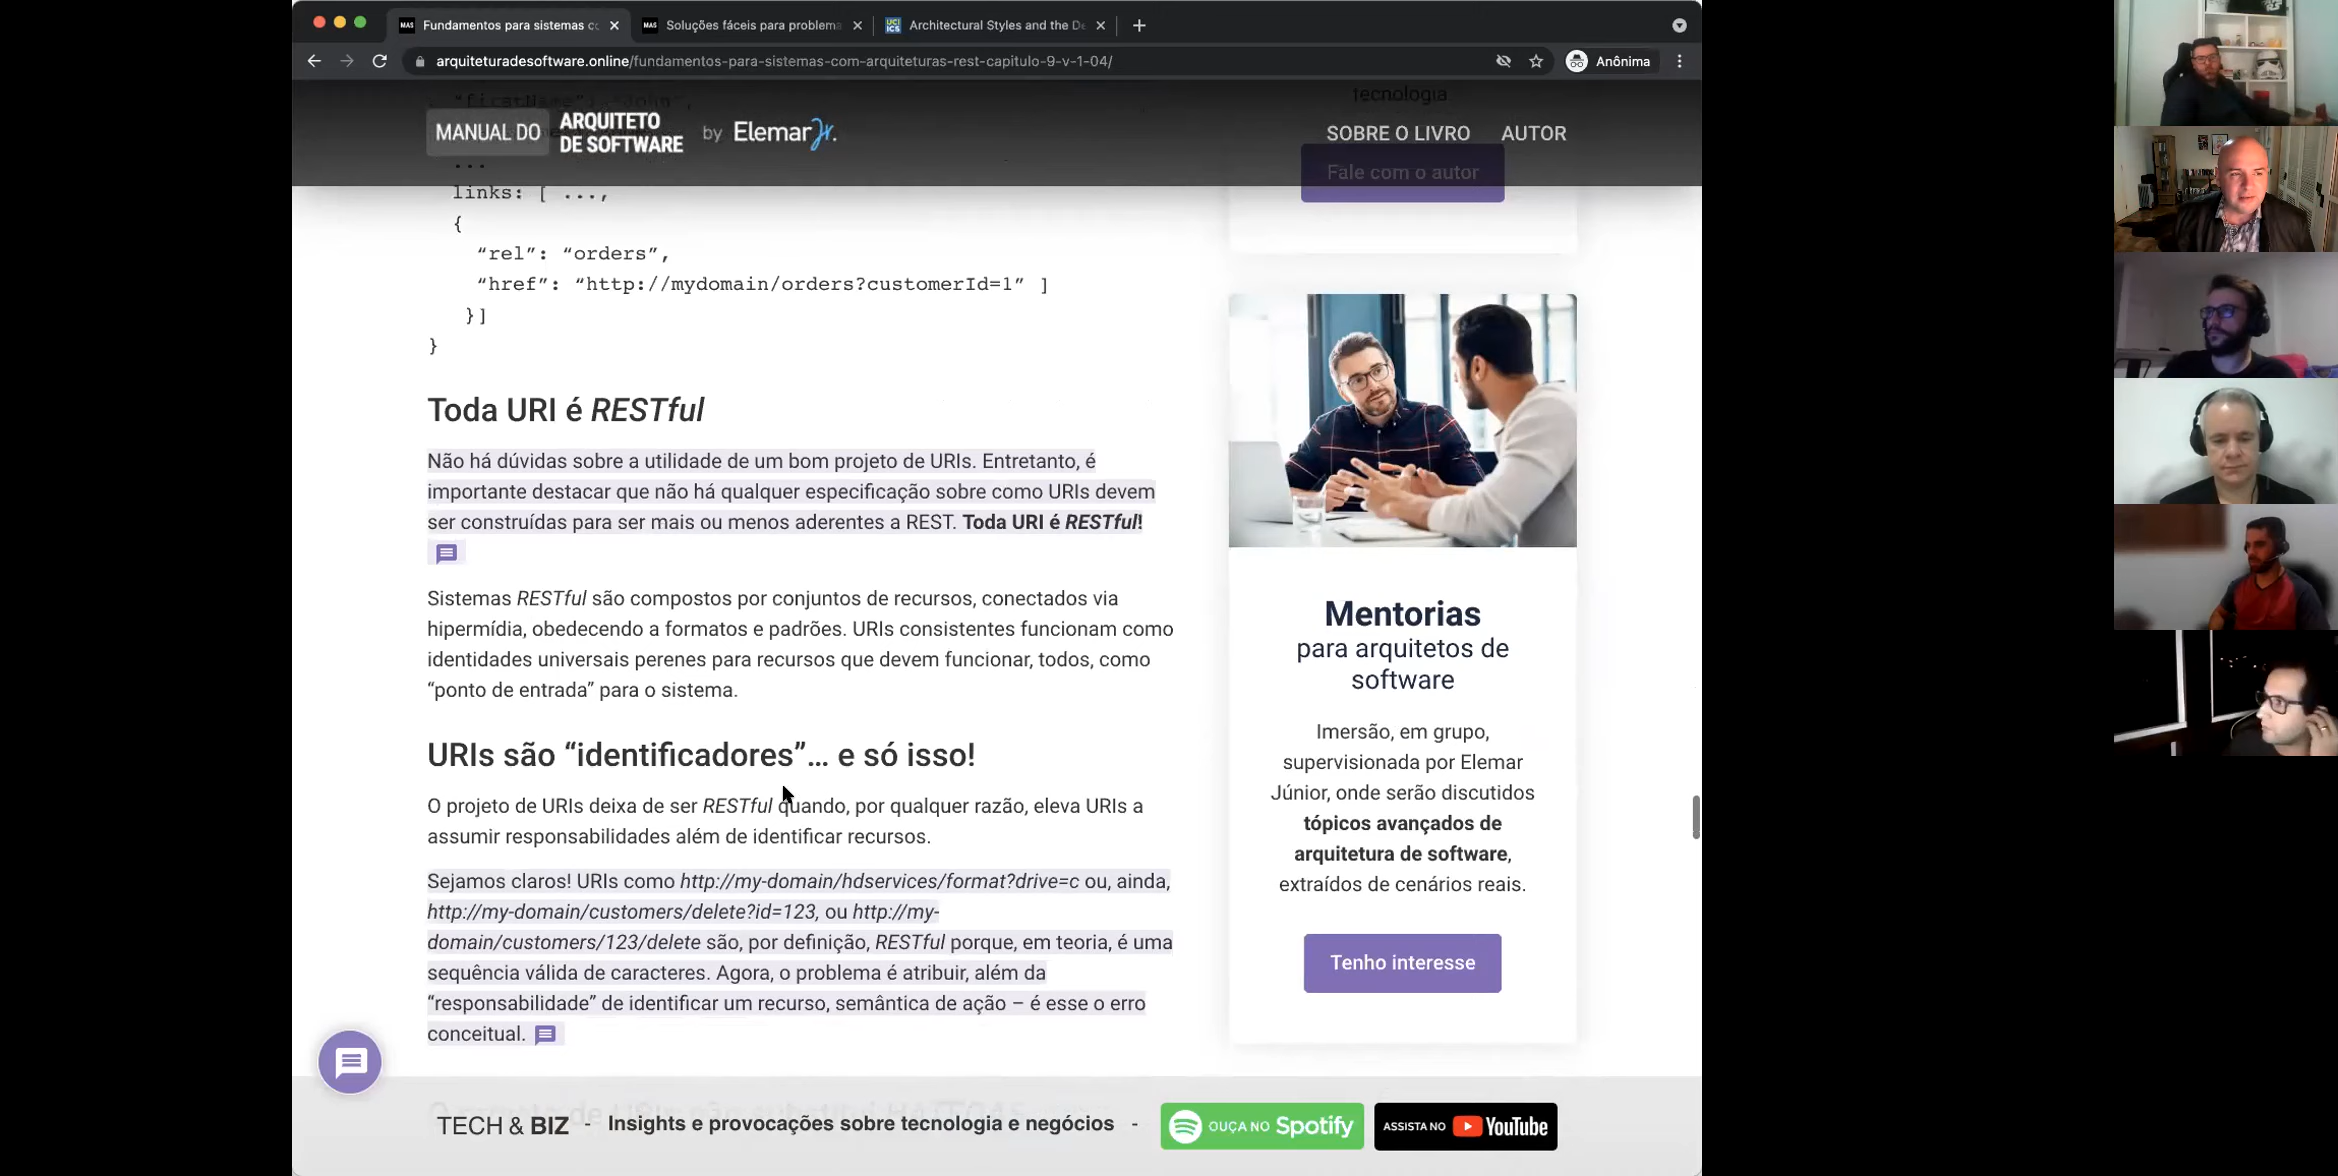 Fundamentos para sistemas co
Soluções fáceis para problema
Architectural Styles and the De
arquiteturadesoftware.online/fundamentos-para-sistemas-com-arquiteturas-rest-capitulo-9-v-1-04/
Anônima
MANUAL DO ARQUITETO DE SOFTWARE by Elemar Jr.
SOBRE O LIVRO AUTOR
"firstName": "John",
...
links: [ ...,
{
“rel”: “orders”,
“href”: “http://mydomain/orders?customerId=1” ]
}]
}
Toda URI é RESTful
Não há dúvidas sobre a utilidade de um bom projeto de URIs. Entretanto, é
importante destacar que não há qualquer especificação sobre como URIs devem
ser construídas para ser mais ou menos aderentes a REST. Toda URI é RESTful!
Sistemas RESTful são compostos por conjuntos de recursos, conectados via
hipermídia, obedecendo a formatos e padrões. URIs consistentes funcionam como
identidades universais perenes para recursos que devem funcionar, todos, como
“ponto de entrada” para o sistema.
URIs são “identificadores”... e só isso!
O projeto de URIs deixa de ser RESTful quando, por qualquer razão, eleva URIs a
assumir responsabilidades além de identificar recursos.
Sejamos claros! URIs como http://my-domain/hdservices/format?drive=c ou, ainda,
http://my-domain/customers/delete?id=123, ou http://my-
domain/customers/123/delete são, por definição, RESTful porque, em teoria, é uma
sequência válida de caracteres. Agora, o problema é atribuir, além da
“responsabilidade” de identificar um recurso, semântica de ação – é esse o erro
conceitual.
tecnologia.
Fale com o autor
Mentorias
para arquitetos de
software
Imersão, em grupo,
supervisionada por Elemar
Júnior, onde serão discutidos
tópicos avançados de
arquitetura de software,
extraídos de cenários reais.
Tenho interesse
TECH & BIZ - Insights e provocações sobre tecnologia e negócios -
OUÇA NO Spotify
ASSISTA NO YouTube